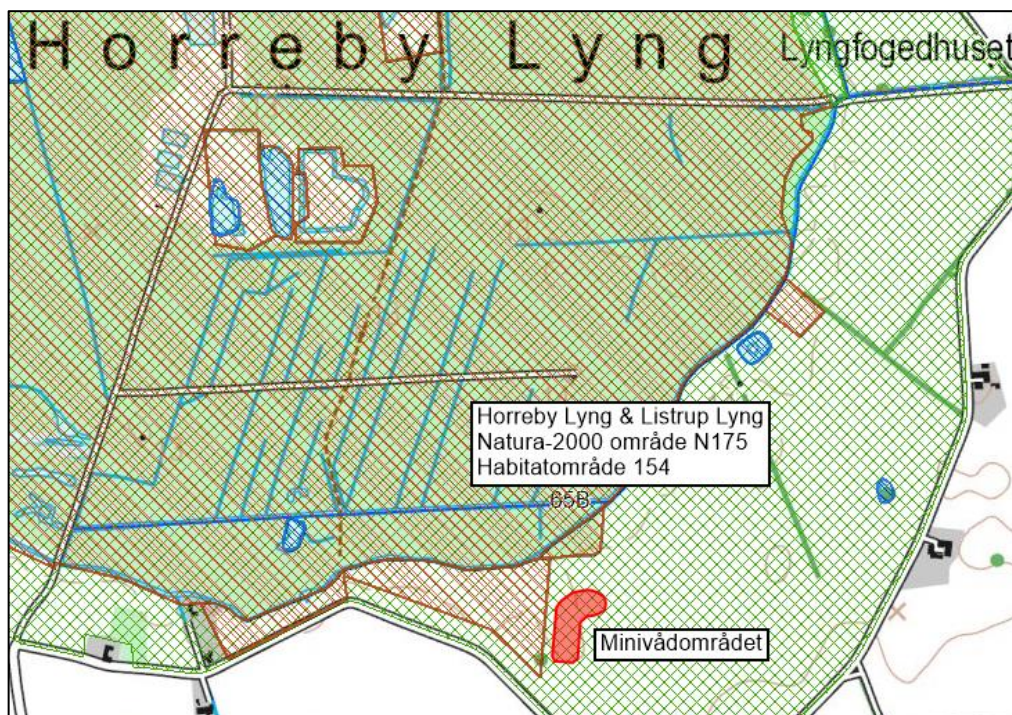 Horreby Lyng
Lyngfogedhuset
Horreby Lyng & Listrup Lyng
Natura-2000 område N175
Habitatområde 154
65B
Minivådområdet